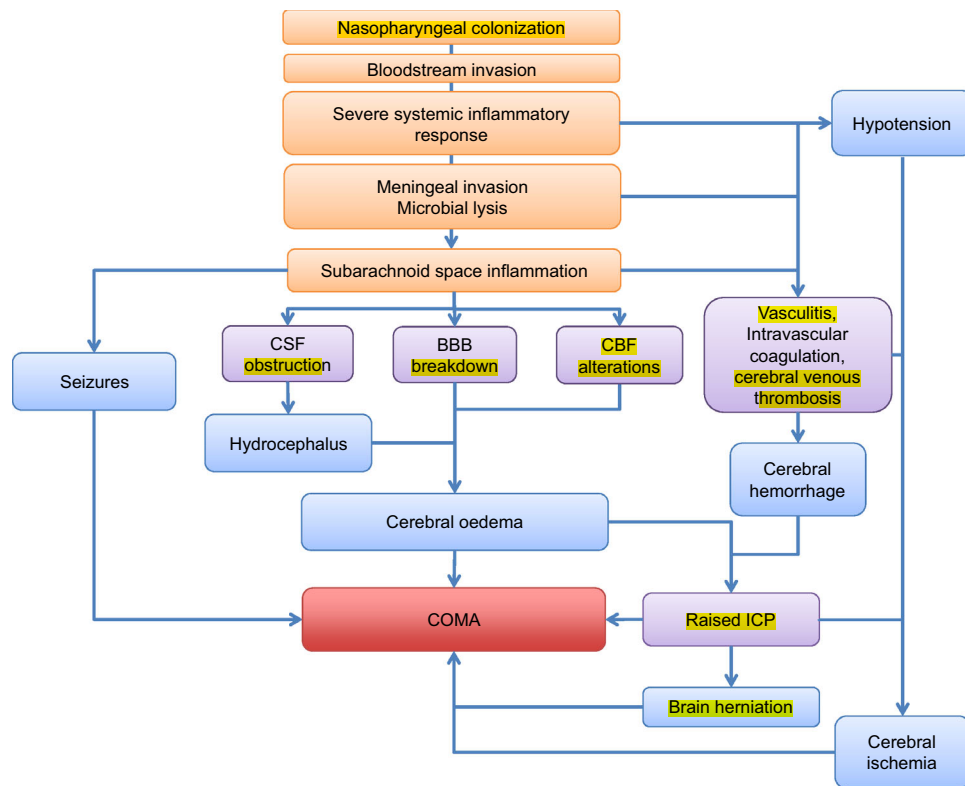 Nasopharyngeal colonization
Bloodstream invasion
Severe systemic inflammatory
response
Hypotension
Meningeal invasion
Microbial lysis
Subarachnoid space inflammation
CSF
obstruction
BBB
breakdown
CBF
alterations
Vasculitis,
Intravascular
coagulation,
cerebral venous
thrombosis
Seizures
Hydrocephalus
Cerebral
hemorrhage
Cerebral oedema
COMA
Raised ICP
Brain herniation
Cerebral
ischemia